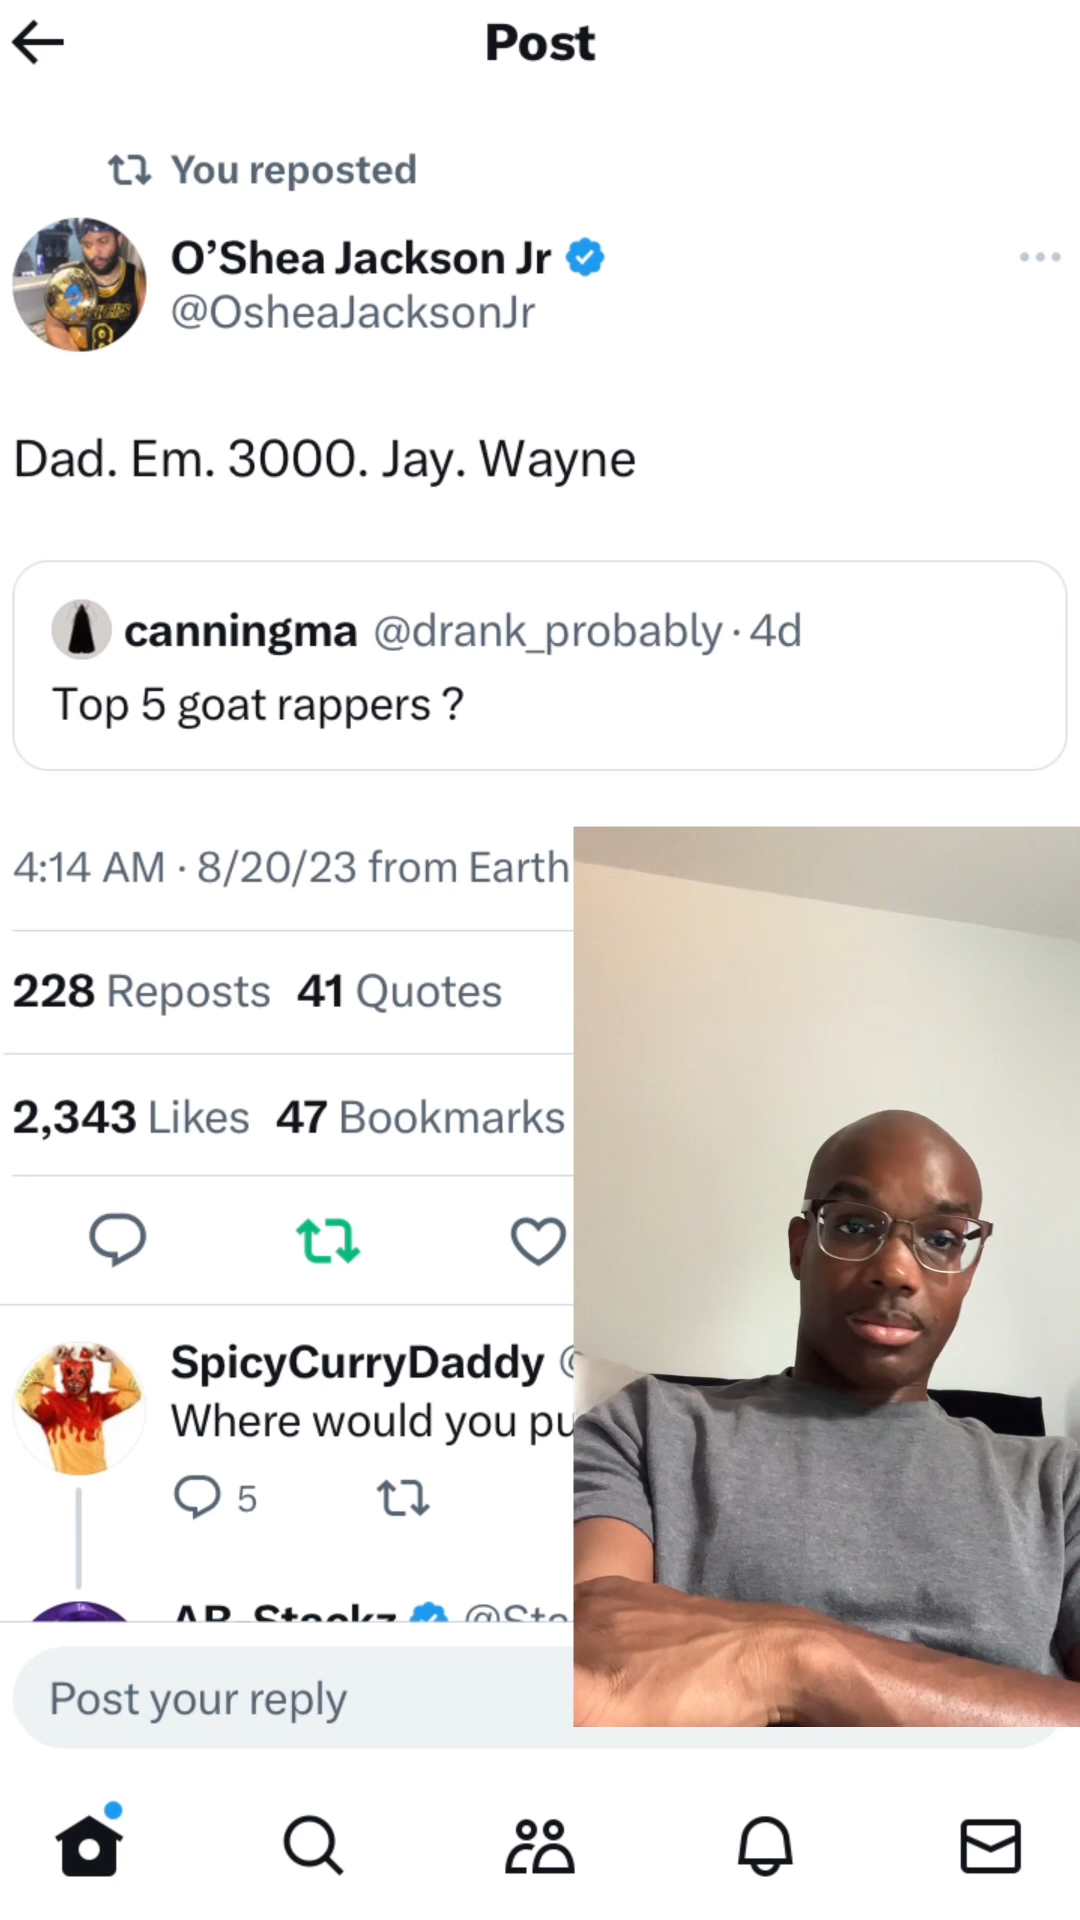 Post
You reposted
O’Shea Jackson Jr
@OsheaJacksonJr
Dad. Em. 3000. Jay. Wayne
canningma @drank_probably · 4d
Top 5 goat rappers ?
4:14 AM · 8/20/23 from Earth
228 Reposts 41 Quotes
2,343 Likes 47 Bookmarks
SpicyCurryDaddy @
Where would you
5
Post your reply